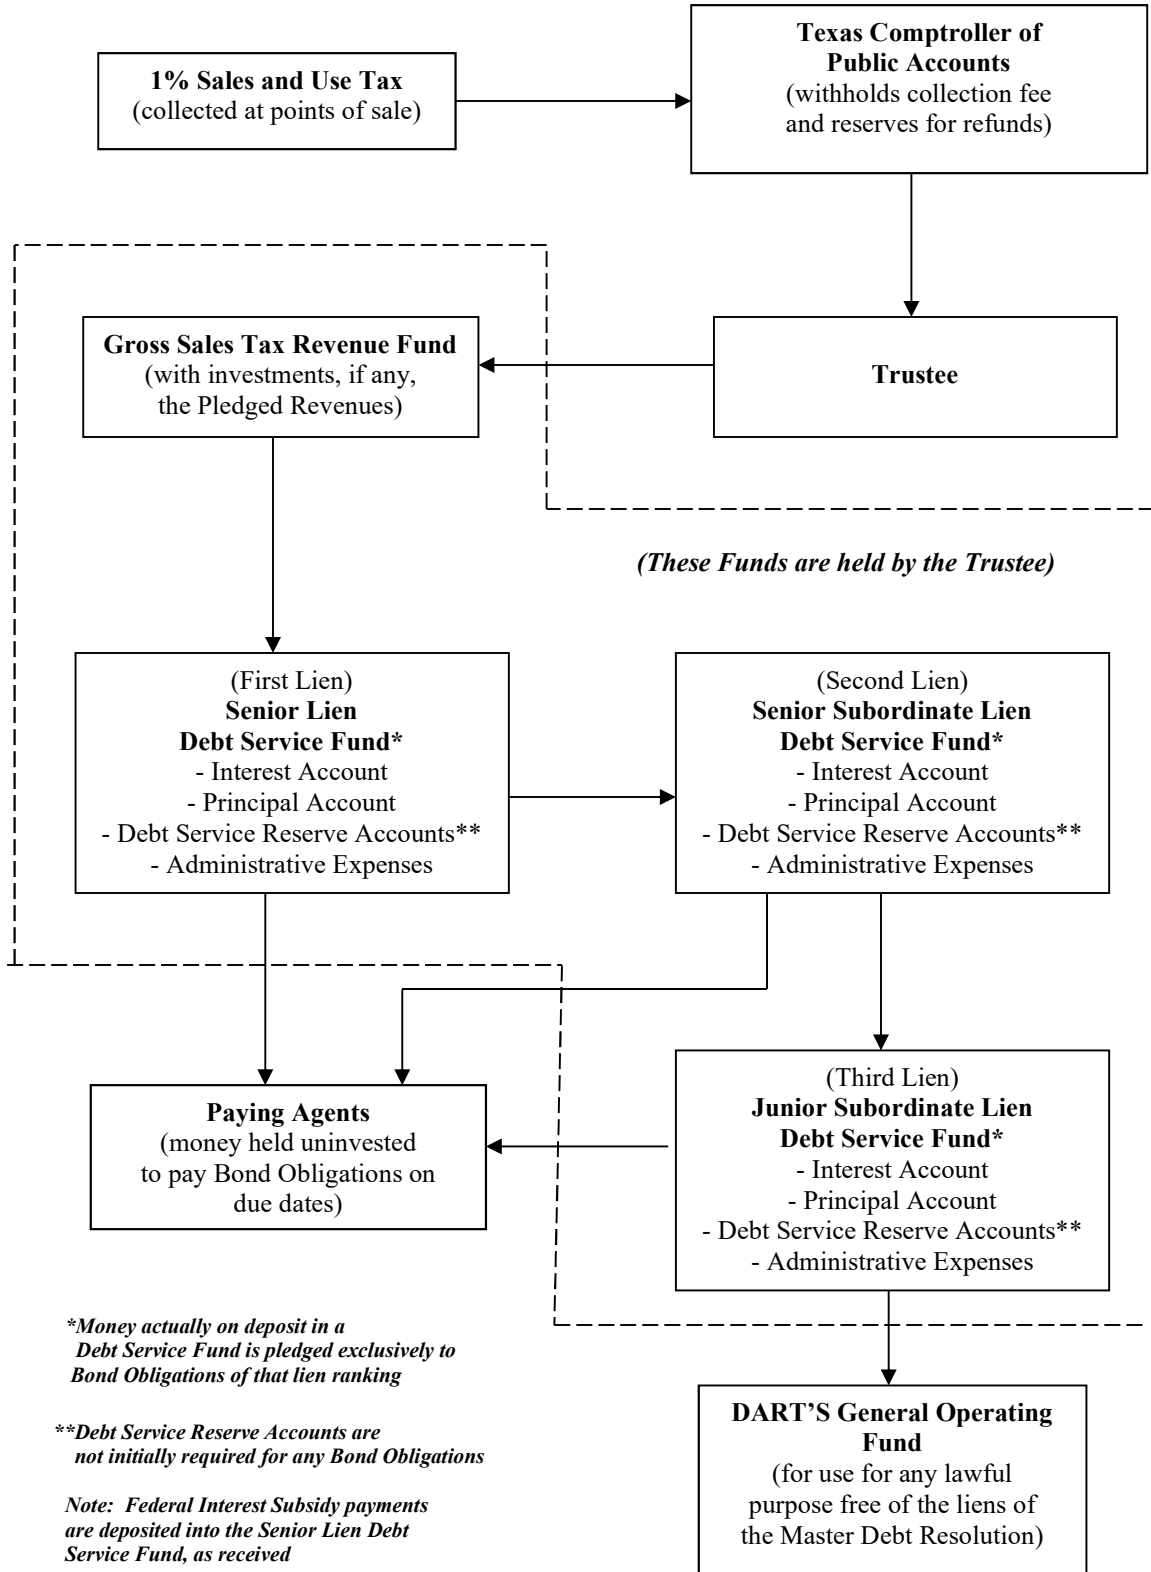 1% Sales and Use Tax
(collected at points of sale)
Texas Comptroller of
Public Accounts
(withholds collection fee
and reserves for refunds)
Gross Sales Tax Revenue Fund
(with investments, if any,
the Pledged Revenues)
Trustee
(These Funds are held by the Trustee)
(First Lien)
Senior Lien
Debt Service Fund*
- Interest Account
- Principal Account
- Debt Service Reserve Accounts**
- Administrative Expenses
(Second Lien)
Senior Subordinate Lien
Debt Service Fund*
- Interest Account
- Principal Account
- Debt Service Reserve Accounts**
- Administrative Expenses
Paying Agents
(money held uninvested
to pay Bond Obligations on
due dates)
(Third Lien)
Junior Subordinate Lien
Debt Service Fund*
- Interest Account
- Principal Account
- Debt Service Reserve Accounts**
- Administrative Expenses
*Money actually on deposit in a
Debt Service Fund is pledged exclusively to
Bond Obligations of that lien ranking
**Debt Service Reserve Accounts are
not initially required for any Bond Obligations
Note: Federal Interest Subsidy payments
are deposited into the Senior Lien Debt
Service Fund, as received
DART'S General Operating
Fund
(for use for any lawful
purpose free of the liens of
the Master Debt Resolution)